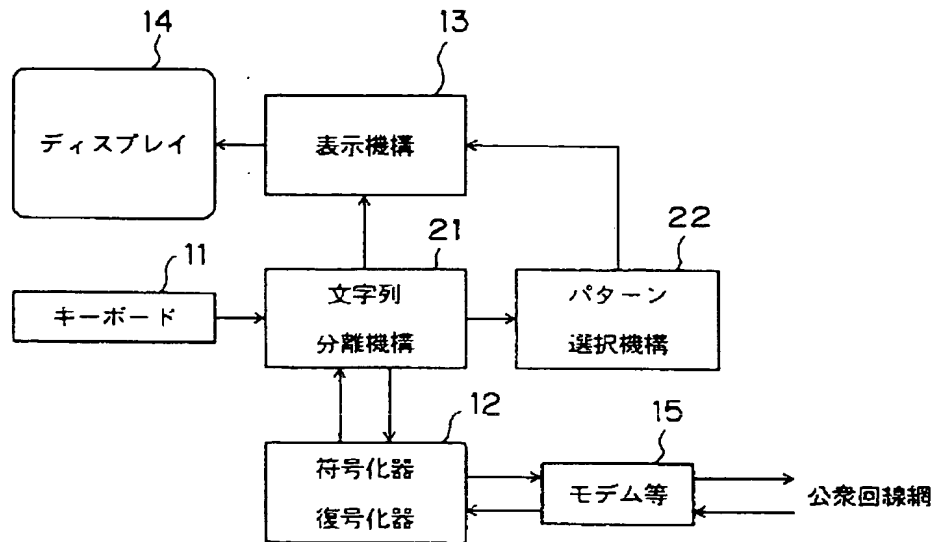 14
13
ディスプレイ
表示機構
11
21
22
キーボード
文字列
分離機構
パターン
選択機構
12
15
符号化器
復号化器
モデム等
公衆回線網